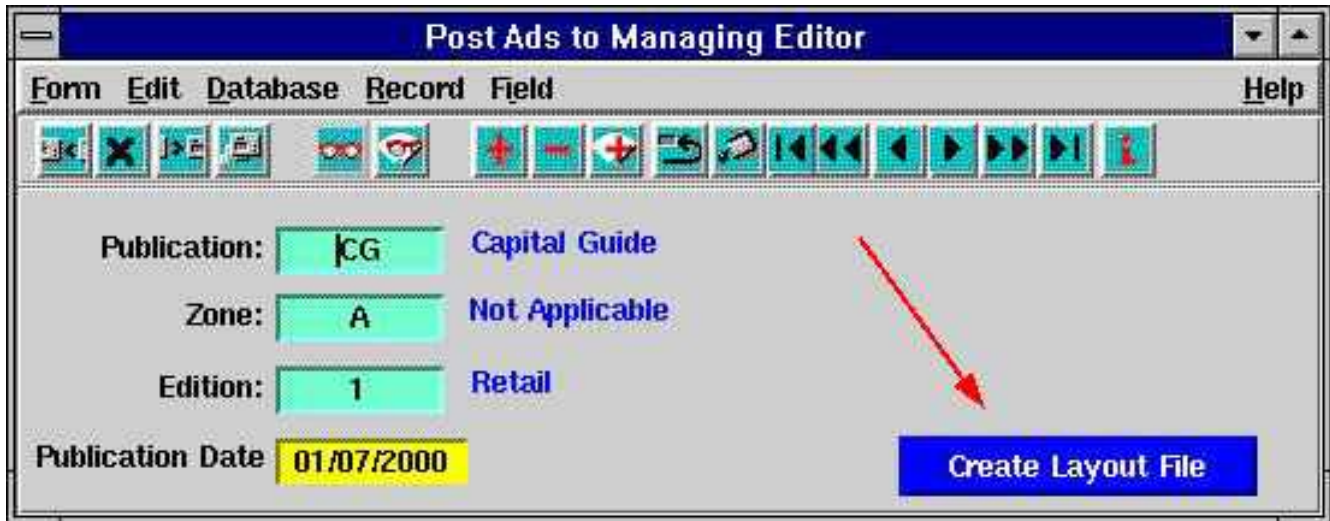 Post Ads to Managing Editor
Form Edit Database Record Field Help
Publication: CG Capital Guide
Zone: A Not Applicable
Edition: 1 Retail
Publication Date 01/07/2000
Create Layout File